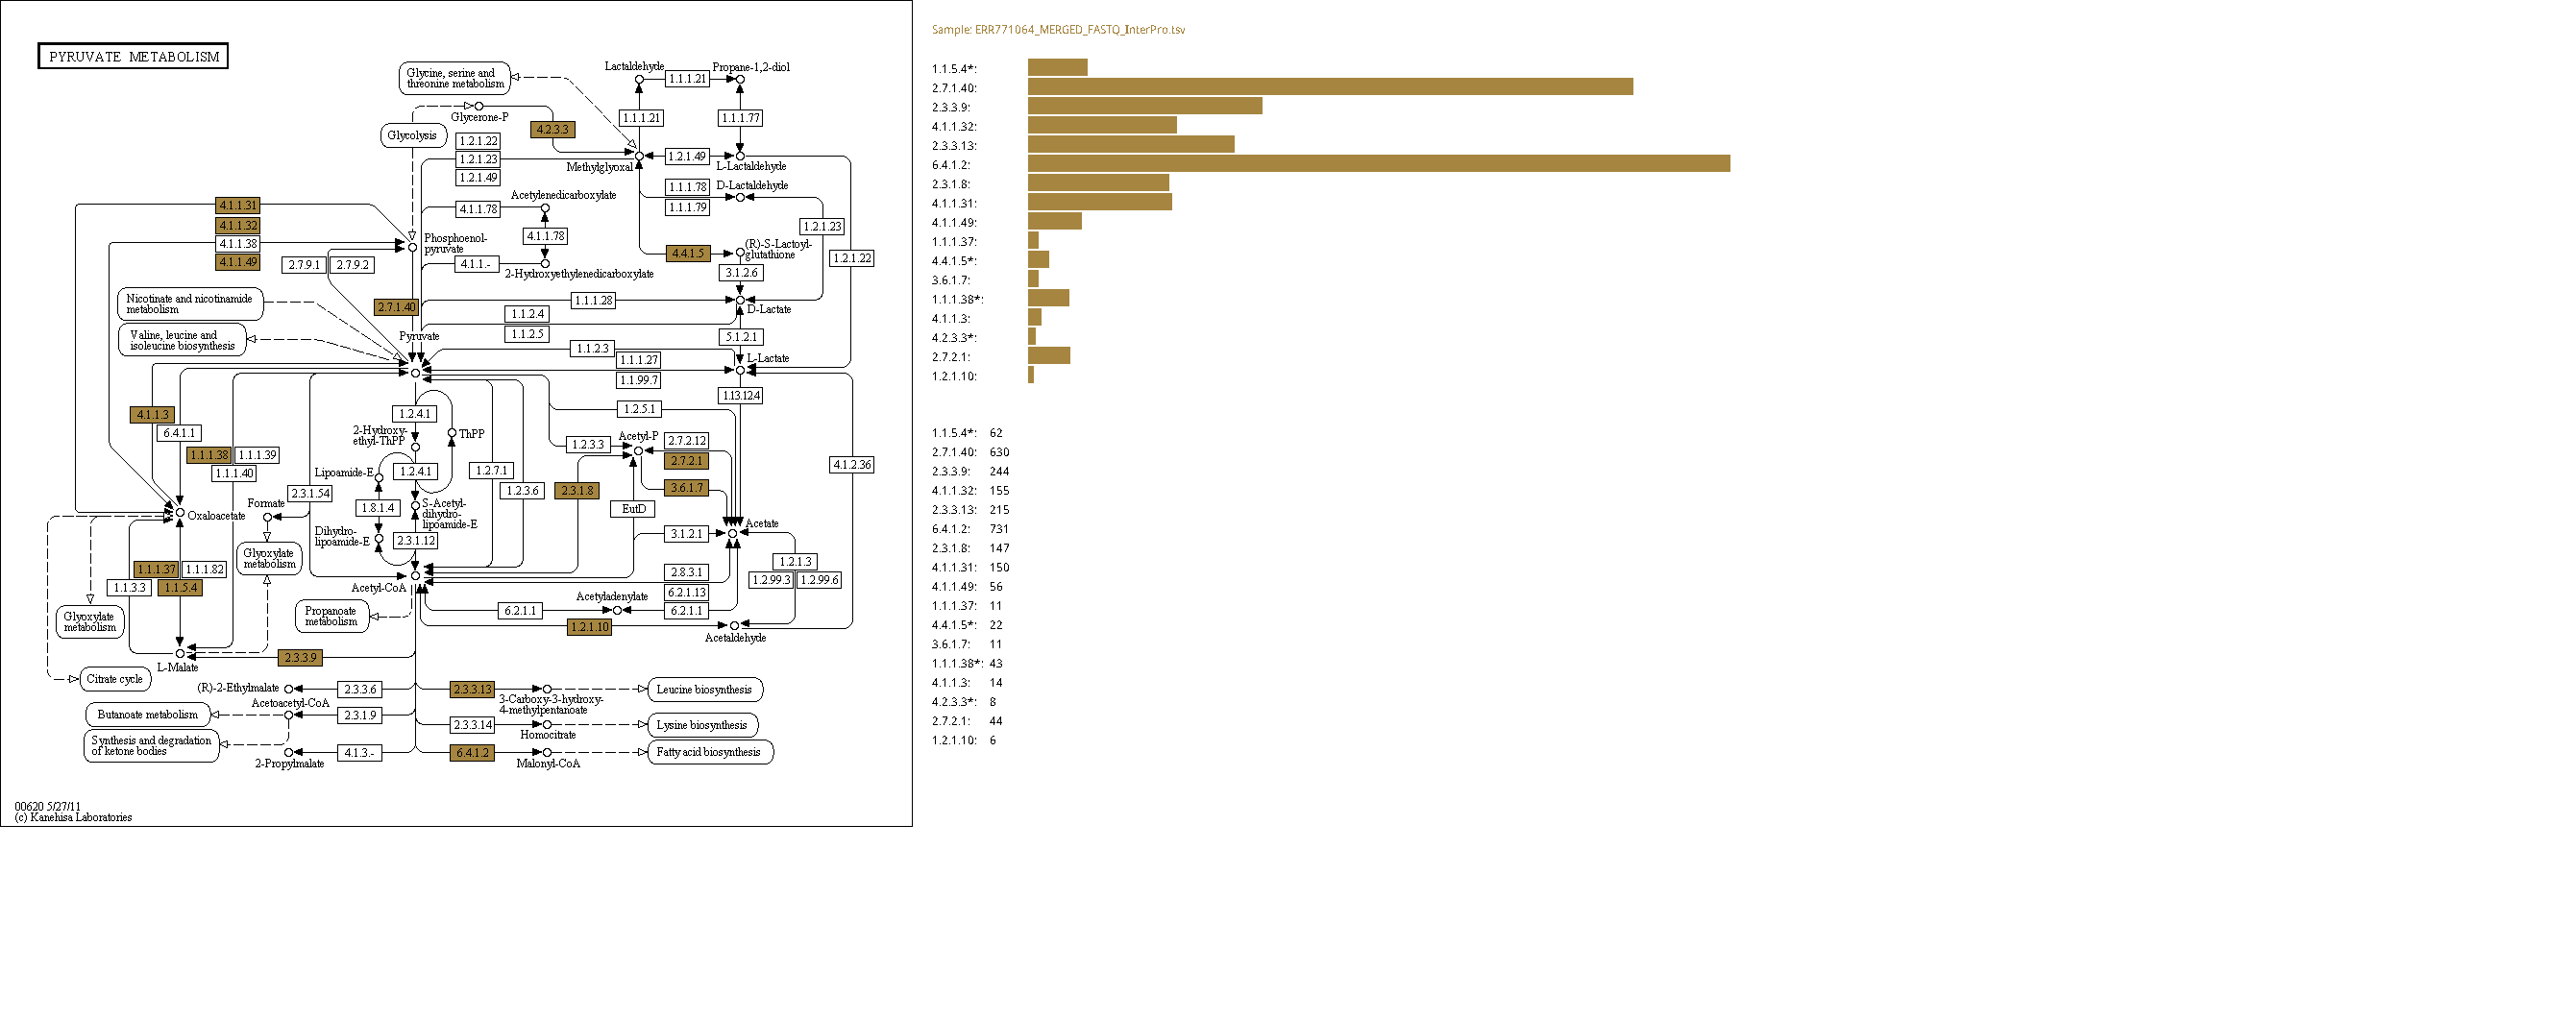 PYRUVATE METABOLISM
Glycine, serine and
threonine metabolism
Lactaldehyde
1.1.1.21
Propane-1,2-diol
Glycerone-P
Glycolysis
4.2.3.3
1.1.1.21
1.1.1.77
1.2.1.22
1.2.1.23
1.2.1.49
Methylglyoxal
1.2.1.49
L-Lactaldehyde
1.1.1.78
1.1.1.79
D-Lactaldehyde
Acetylenedicarboxylate
4.1.1.78
4.1.1.78
4.1.1.-
2-Hydroxyethylenedicarboxylate
1.2.1.23
1.2.1.22
4.1.1.31
4.1.1.32
4.1.1.38
4.1.1.49
2.7.9.1
2.7.9.2
Phosphoenol-
pyruvate
4.4.1.5
(R)-S-Lactoyl-
glutathione
3.1.2.6
Nicotinate and nicotinamide
metabolism
2.7.1.40
1.1.1.28
D-Lactate
1.1.2.4
1.1.2.5
Valine, leucine and
isoleucine biosynthesis
Pyruvate
5.1.2.1
1.1.2.3
1.1.1.27
1.1.99.7
L-Lactate
1.13.12.4
4.1.1.3
6.4.1.1
1.2.4.1
1.2.5.1
2-Hydroxy-
ethyl-ThPP
ThPP
1.2.3.3
Acetyl-P
2.7.2.12
2.7.2.1
1.1.1.38
1.1.1.39
1.1.1.40
Lipoamide-E
1.2.4.1
1.2.7.1
4.1.2.36
2.3.1.54
1.2.3.6
2.3.1.8
3.6.1.7
Formate
1.8.1.4
S-Acetyl-
dihydro-
lipoamide-E
EutD
Oxaloacetate
Acetate
Dihydro-
lipoamide-E
2.3.1.12
3.1.2.1
Glyoxylate
metabolism
1.1.1.37
1.1.1.82
1.1.3.3
1.1.5.4
1.2.1.3
1.2.99.3
1.2.99.6
2.8.3.1
6.2.1.13
Acetyl-CoA
Acetyladenylate
6.2.1.1
6.2.1.1
Glyoxylate
metabolism
Propanoate
metabolism
1.2.1.10
Acetaldehyde
L-Malate
2.3.3.9
Citrate cycle
(R)-2-Ethylmalate
2.3.3.6
2.3.3.13
3-Carboxy-3-hydroxy-
4-methylpentanoate
Leucine biosynthesis
Acetoacetyl-CoA
Butanoate metabolism
2.3.1.9
2.3.3.14
Homocitrate
Lysine biosynthesis
Synthesis and degradation
of ketone bodies
4.1.3.-
2-Propylmalate
6.4.1.2
Malonyl-CoA
Fatty acid biosynthesis
00620 5/27/11
(c) Kanehisa Laboratories
Sample: ERR771064_MERGED_FASTQ_InterPro.tsv
1.1.5.4*:
2.7.1.40:
2.3.3.9:
4.1.1.32:
2.3.3.13:
6.4.1.2:
2.3.1.8:
4.1.1.31:
4.1.1.49:
1.1.1.37:
4.4.1.5*:
3.6.1.7:
1.1.1.38*:
4.1.1.3:
4.2.3.3*:
2.7.2.1:
1.2.1.10:
1.1.5.4*: 62
2.7.1.40: 630
2.3.3.9: 244
4.1.1.32: 155
2.3.3.13: 215
6.4.1.2: 731
2.3.1.8: 147
4.1.1.31: 150
4.1.1.49: 56
1.1.1.37: 11
4.4.1.5*: 22
3.6.1.7: 11
1.1.1.38*: 43
4.1.1.3: 14
4.2.3.3*: 8
2.7.2.1: 44
1.2.1.10: 6